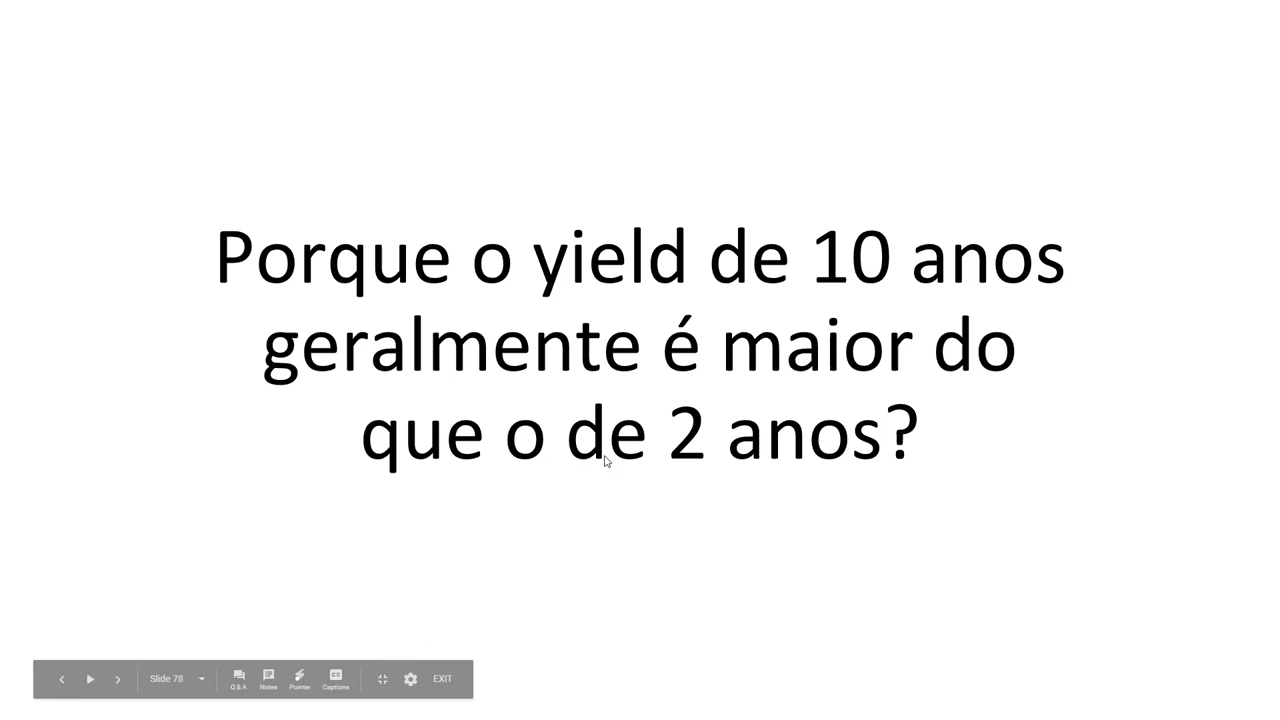 Porque o yield de 10 anos
geralmente é maior do
que o de 2 anos?
Slide 78
Q & A
Notes
Pointer
Captions
EXIT